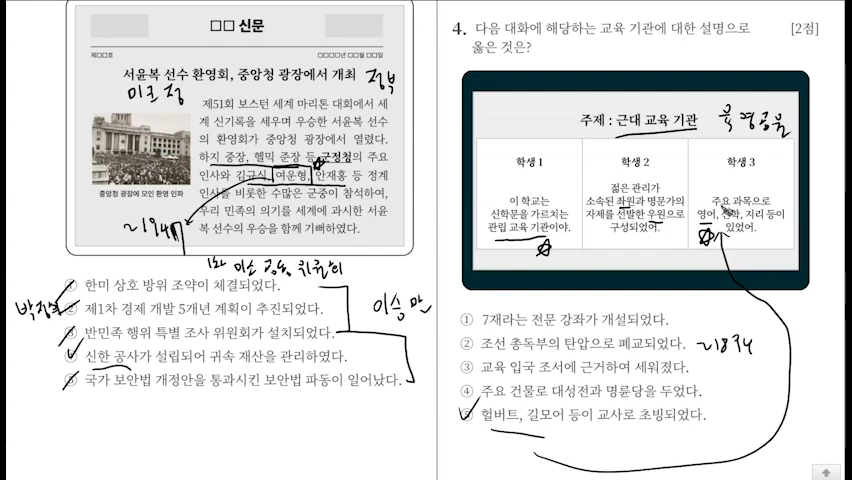 □□ 신문
제□□호
□□□□년 □□월 □□일
서윤복 선수 환영회, 중앙청 광장에서 개최
미군정
정부
제51회 보스턴 세계 마라톤 대회에서 세
계 신기록을 세우며 우승한 서윤복 선수
의 환영회가 중앙청 광장에서 열렸다.
하지 중장, 헬믹 준장 등 군정청의 주요
인사와 김규식, 여운형, 안재홍 등 정계
인사를 비롯한 수많은 군중이 참석하여,
우리 민족의 의기를 세계에 과시한 서윤
복 선수의 우승을 함께 기뻐하였다.
중앙청 광장에 모인 환영 인파
~1947
1차 미소 공동 위원회
① 한미 상호 방위 조약이 체결되었다.
② 제1차 경제 개발 5개년 계획이 추진되었다.
③ 반민족 행위 특별 조사 위원회가 설치되었다.
④ 신한 공사가 설립되어 귀속 재산을 관리하였다.
⑤ 국가 보안법 개정안을 통과시킨 보안법 파동이 일어났다.
박정희
이승만
4. 다음 대화에 해당하는 교육 기관에 대한 설명으로 [2점]
옳은 것은?
주제 : 근대 교육 기관
육영공원
학생 1
이 학교는
신학문을 가르치는
관립 교육 기관이야.
학생 2
젊은 관리가
소속된 좌원과 명문가의
자제를 선발한 우원으로
구성되었어.
학생 3
주요 과목으로
영어, 수학, 지리 등이
있었어.
① 7재라는 전문 강좌가 개설되었다.
② 조선 총독부의 탄압으로 폐교되었다.
~1894
③ 교육 입국 조서에 근거하여 세워졌다.
④ 주요 건물로 대성전과 명륜당을 두었다.
⑤ 헐버트, 길모어 등이 교사로 초빙되었다.